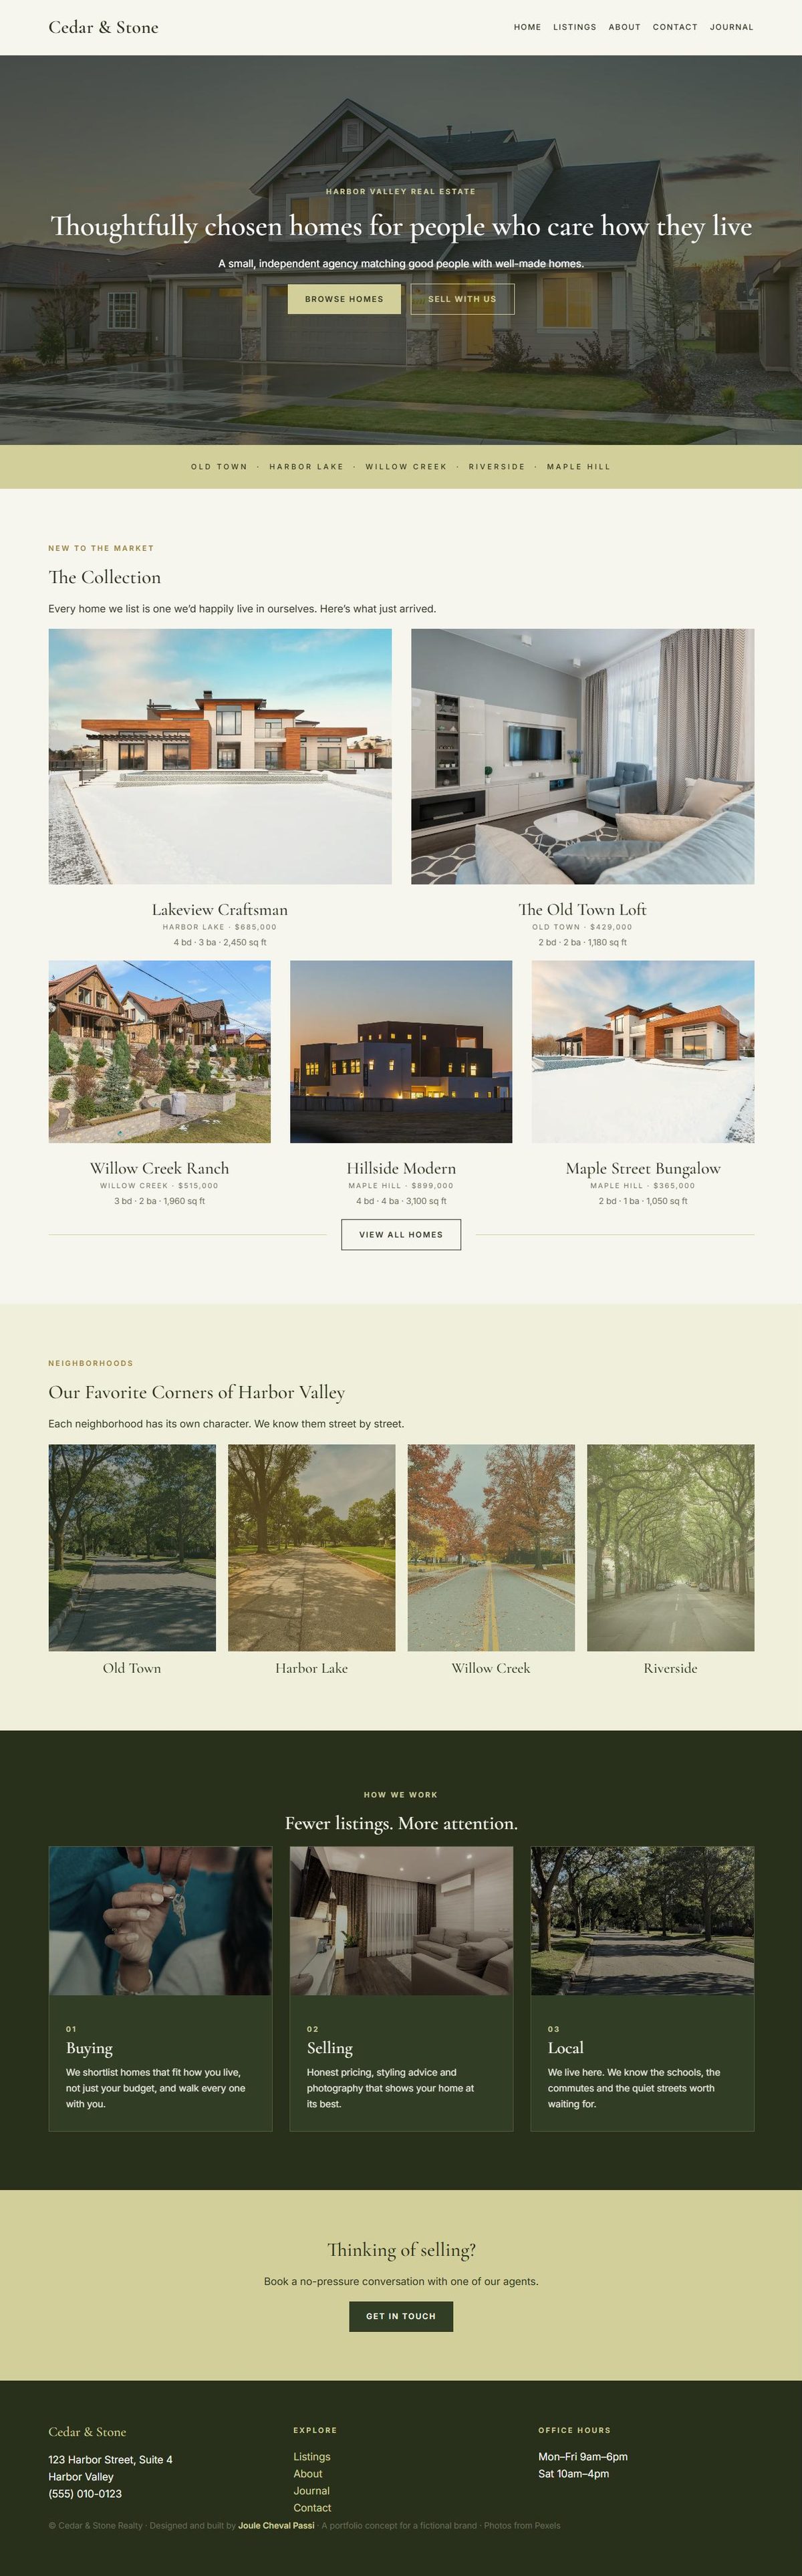 Cedar & Stone
HOME LISTINGS ABOUT CONTACT JOURNAL
HARBOR VALLEY REAL ESTATE
Thoughtfully chosen homes for people who care how they live
A small, independent agency matching good people with well-made homes.
BROWSE HOMES
SELL WITH US
OLD TOWN · HARBOR LAKE · WILLOW CREEK · RIVERSIDE · MAPLE HILL
NEW TO THE MARKET
The Collection
Every home we list is one we’d happily live in ourselves. Here’s what just arrived.
Lakeview Craftsman
HARBOR LAKE · $685,000
4 bd · 3 ba · 2,450 sq ft
The Old Town Loft
OLD TOWN · $429,000
2 bd · 2 ba · 1,180 sq ft
Willow Creek Ranch
WILLOW CREEK · $515,000
3 bd · 2 ba · 1,960 sq ft
Hillside Modern
MAPLE HILL · $899,000
4 bd · 4 ba · 3,100 sq ft
Maple Street Bungalow
MAPLE HILL · $365,000
2 bd · 1 ba · 1,050 sq ft
VIEW ALL HOMES
NEIGHBORHOODS
Our Favorite Corners of Harbor Valley
Each neighborhood has its own character. We know them street by street.
Old Town
Harbor Lake
Willow Creek
Riverside
HOW WE WORK
Fewer listings. More attention.
01
Buying
We shortlist homes that fit how you live,
not just your budget, and walk every one
with you.
02
Selling
Honest pricing, styling advice and
photography that shows your home at
its best.
03
Local
We live here. We know the schools, the
commutes and the quiet streets worth
waiting for.
Thinking of selling?
Book a no-pressure conversation with one of our agents.
GET IN TOUCH
Cedar & Stone
123 Harbor Street, Suite 4
Harbor Valley
(555) 010-0123
EXPLORE
Listings
About
Journal
Contact
OFFICE HOURS
Mon–Fri 9am–6pm
Sat 10am–4pm
© Cedar & Stone Realty · Designed and built by Joule Cheval Passi · A portfolio concept for a fictional brand · Photos from Pexels